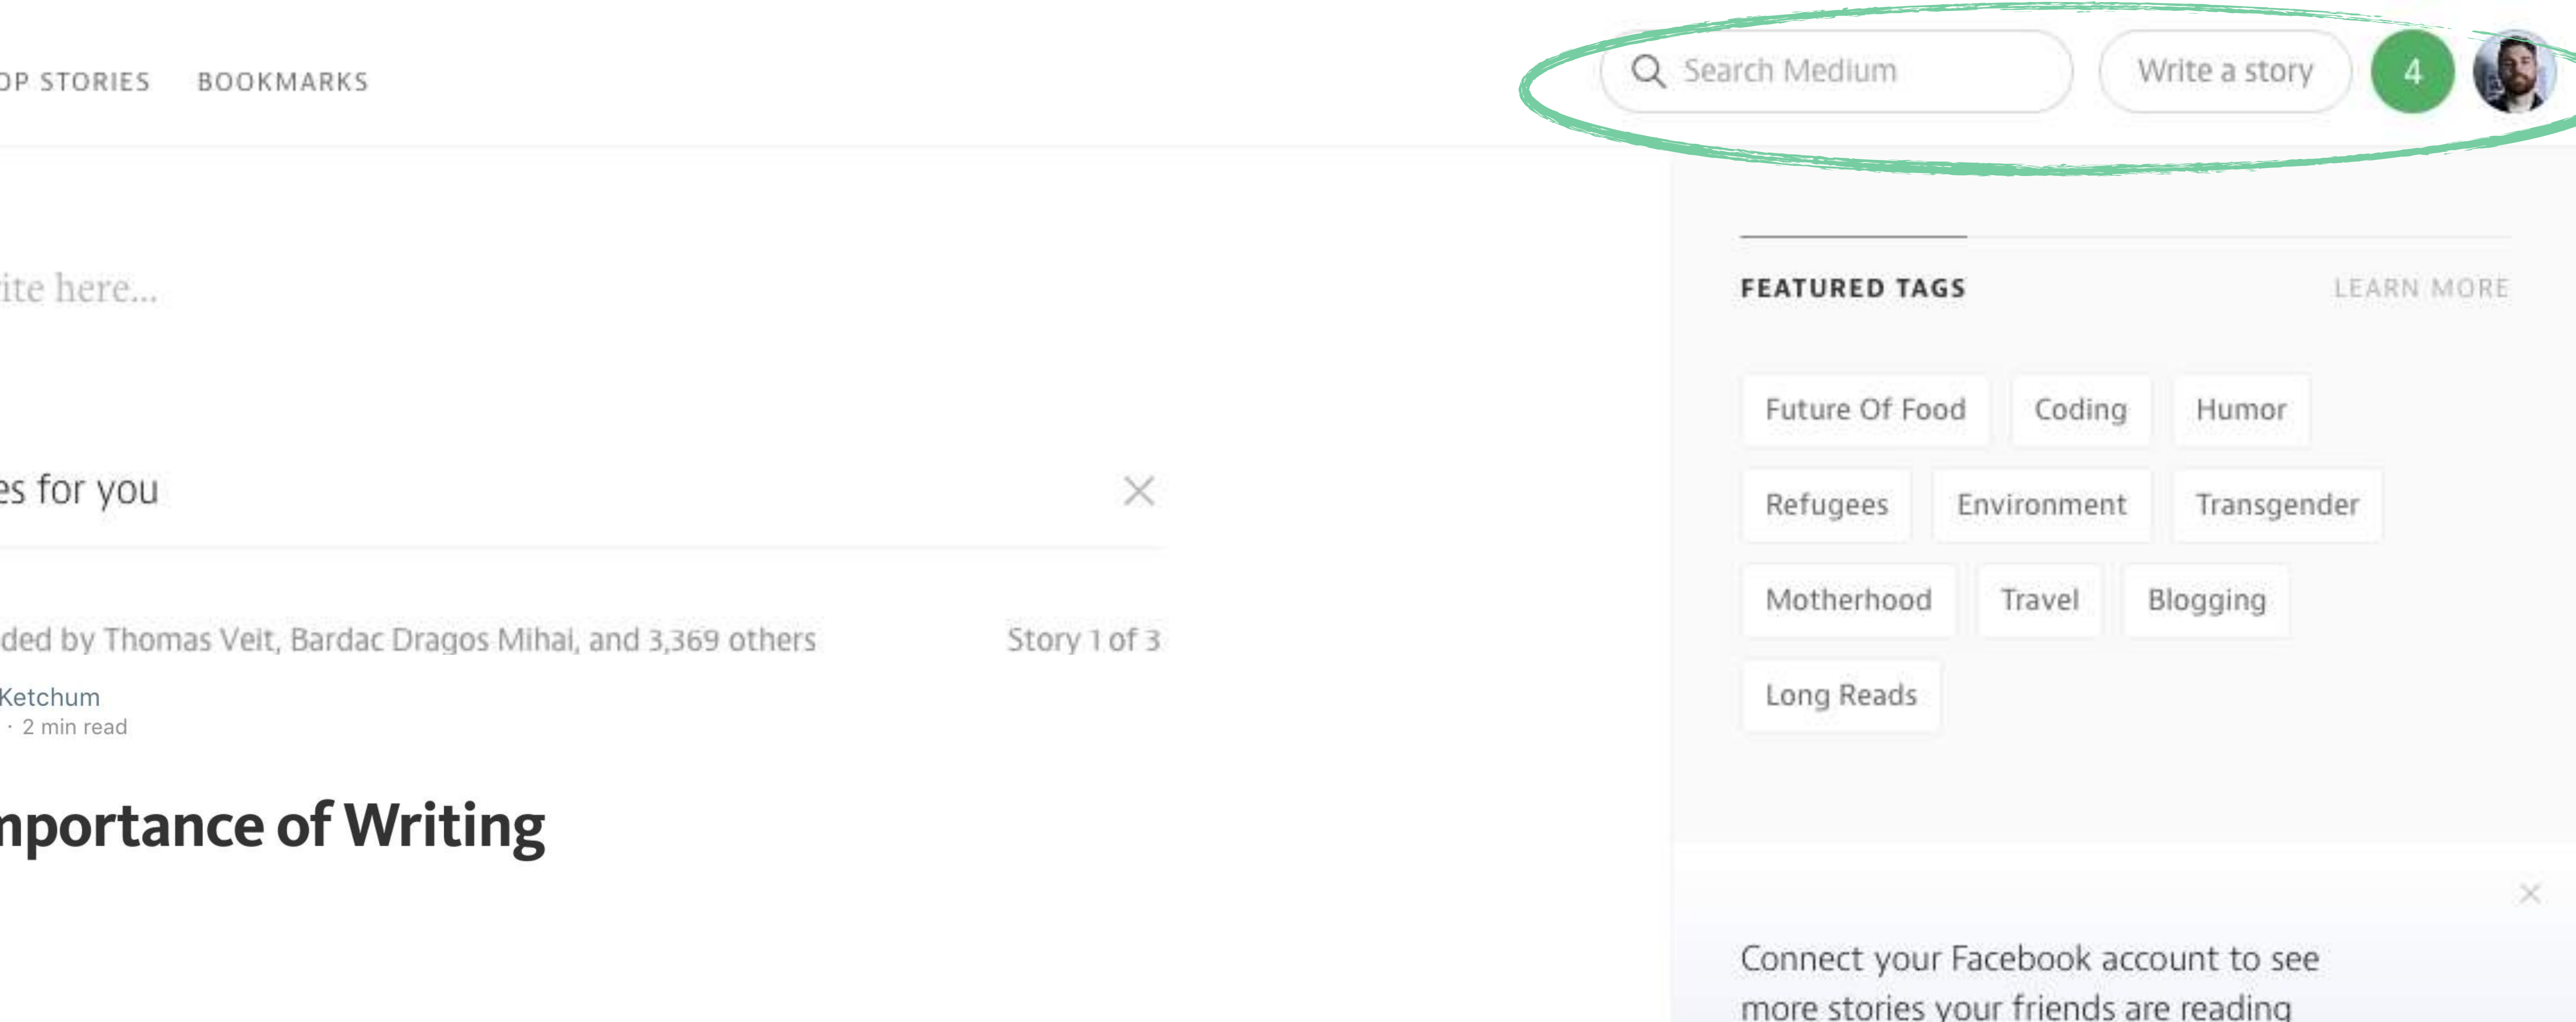 OP STORIES BOOKMARKS
Search Medium
Write a story
4
ite here...
es for you
ded by Thomas Veit, Bardac Dragos Mihai, and 3,369 others
Story 1 of 3
Ketchum
· 2 min read
mportance of Writing
FEATURED TAGS
LEARN MORE
Future Of Food Coding Humor
Refugees Environment Transgender
Motherhood Travel Blogging
Long Reads
Connect your Facebook account to see
more stories your friends are reading